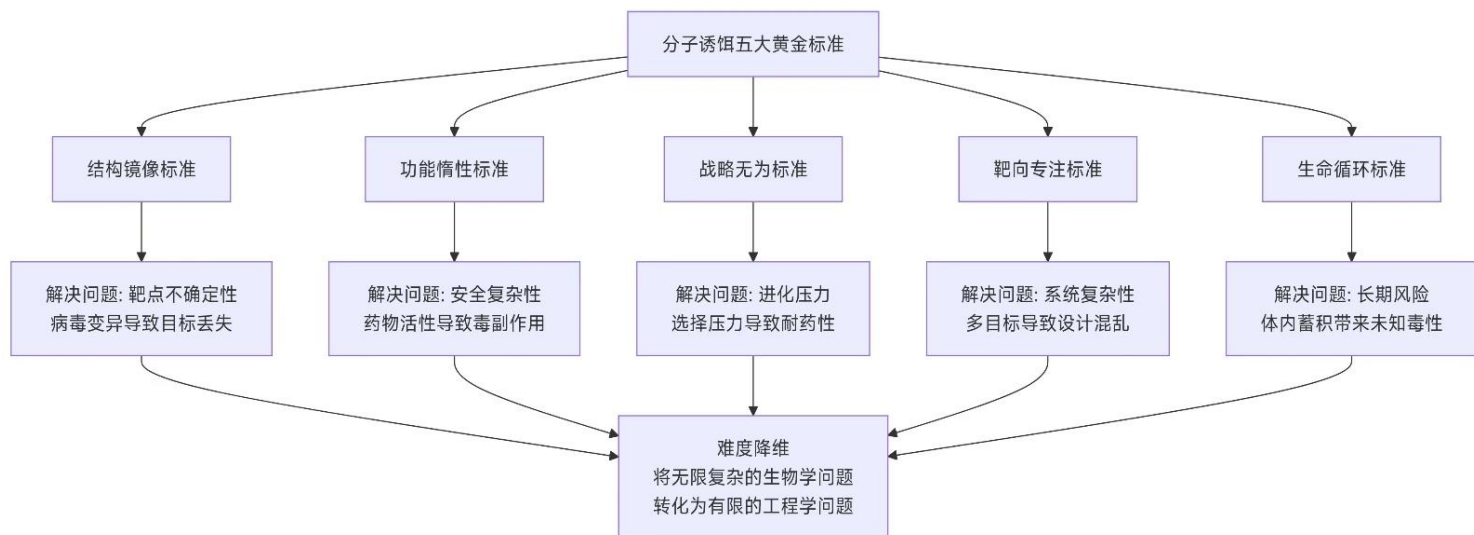 分子诱饵五大黄金标准
结构镜像标准
功能惰性标准
战略无为标准
靶向专注标准
生命循环标准
解决问题: 靶点不确定性
病毒变异导致目标丢失
解决问题: 安全复杂性
药物活性导致毒副作用
解决问题: 进化压力
选择压力导致耐药性
解决问题: 系统复杂性
多目标导致设计混乱
解决问题: 长期风险
体内蓄积带来未知毒性
难度降维
将无限复杂的生物学问题
转化为有限的工程学问题